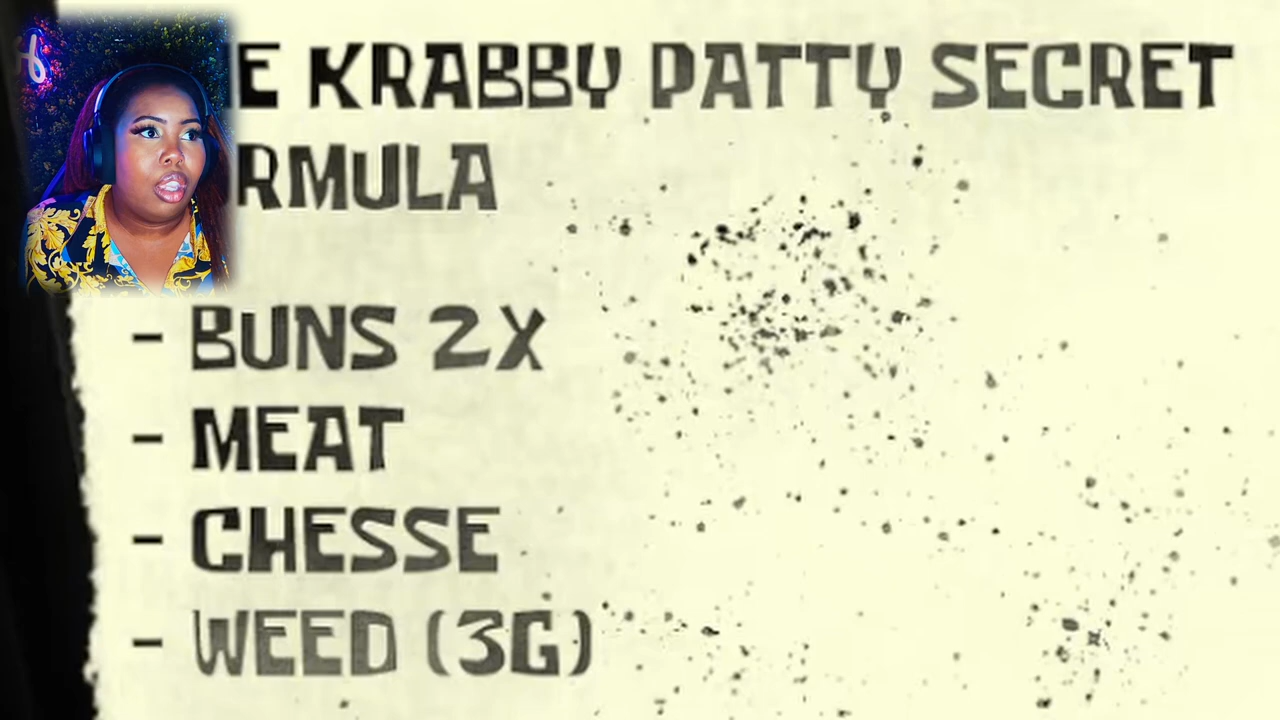 E KRABBY PATTY SECRET
RMULA
- BUNS 2X
- MEAT
- CHESSE
- WEED (3G)